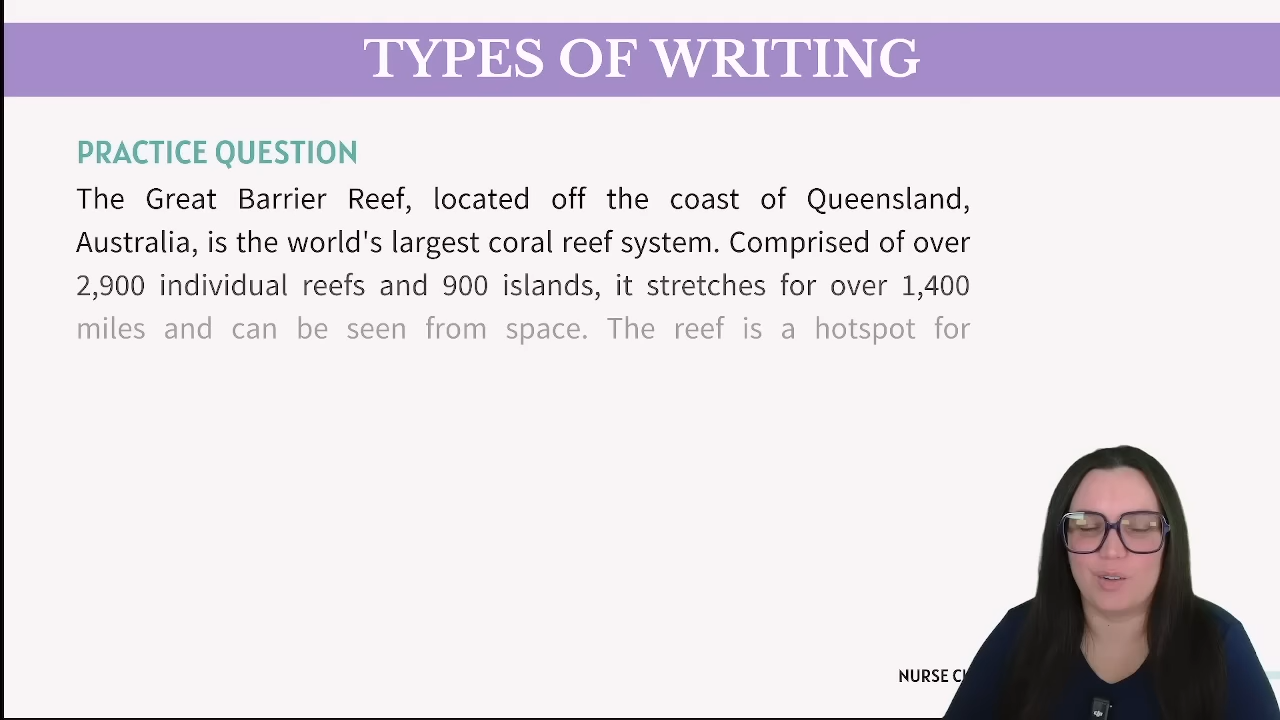 TYPES OF WRITING
PRACTICE QUESTION
The Great Barrier Reef, located off the coast of Queensland,
Australia, is the world's largest coral reef system. Comprised of over
2,900 individual reefs and 900 islands, it stretches for over 1,400
miles and can be seen from space. The reef is a hotspot for
NURSE